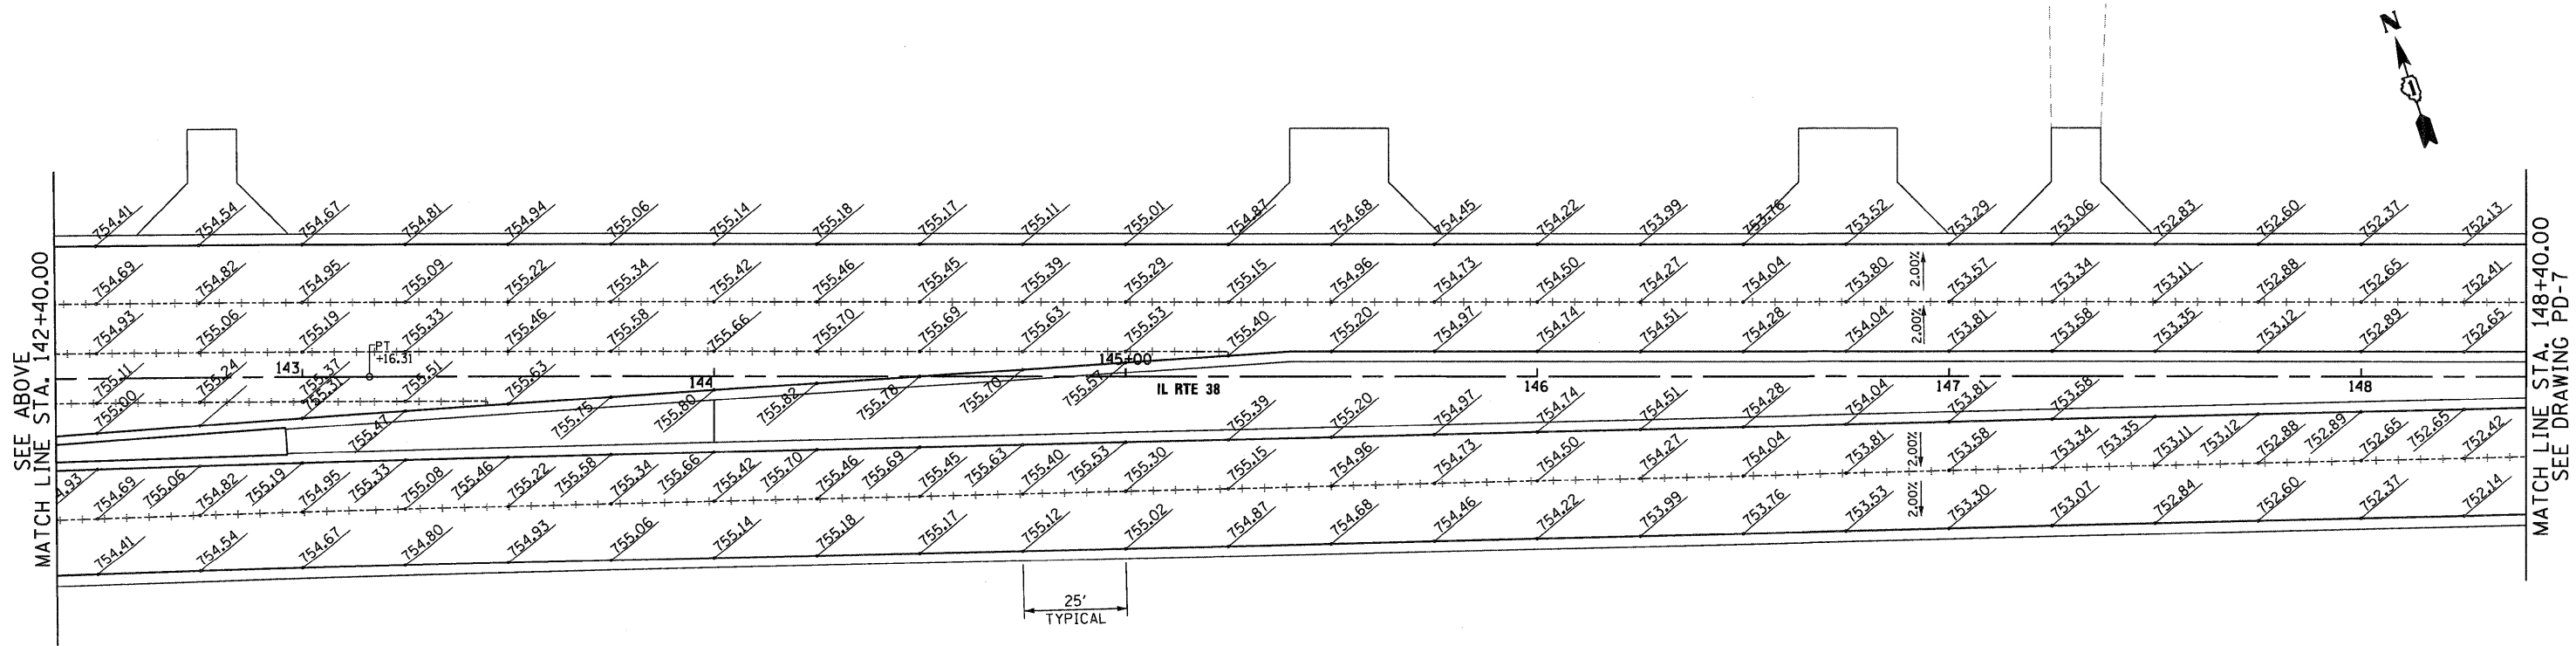 N
1
754.41 754.54 754.67 754.81 754.94 755.06 755.14 755.18 755.17 755.11 755.01 754.87 754.68 754.45 754.22 753.99 753.76 753.52 753.29 753.06 752.83 752.60 752.37 752.13
754.69 754.82 754.95 755.09 755.22 755.34 755.42 755.46 755.45 755.39 755.29 755.15 754.96 754.73 754.50 754.27 754.04 753.80 2.00% 753.57 753.34 753.11 752.88 752.65 752.41
754.93 755.06 755.19 755.33 755.46 755.58 755.66 755.70 755.69 755.63 755.53 755.40 755.20 754.97 754.74 754.51 754.28 754.04 2.00% 753.81 753.58 753.35 753.12 752.89 752.65
PT
+16.31
755.11 755.24 755.37 755.51 755.63
143 144 145+00 146 147 148
IL RTE 38
755.00 755.31 755.47 755.75 755.80 755.82 755.78 755.70 755.57 755.39 755.20 754.97 754.74 754.51 754.28 754.04 753.81 753.58
4.93 754.69 755.06 754.82 755.19 754.95 755.33 755.08 755.46 755.22 755.58 755.34 755.66 755.42 755.70 755.46 755.69 755.45 755.63 755.40 755.53 755.30 755.15 754.96 754.73 754.50 754.27 754.04 753.81 2.00% 753.58 753.34 753.35 753.11 753.12 752.88 752.89 752.65 752.65 752.42
754.41 754.54 754.67 754.80 754.93 755.06 755.14 755.18 755.17 755.12 755.02 754.87 754.68 754.46 754.22 753.99 753.76 753.53 2.00% 753.30 753.07 752.84 752.60 752.37 752.14
25'
TYPICAL
SEE ABOVE
MATCH LINE STA. 142+40.00
MATCH LINE STA. 148+40.00
SEE DRAWING PD-7